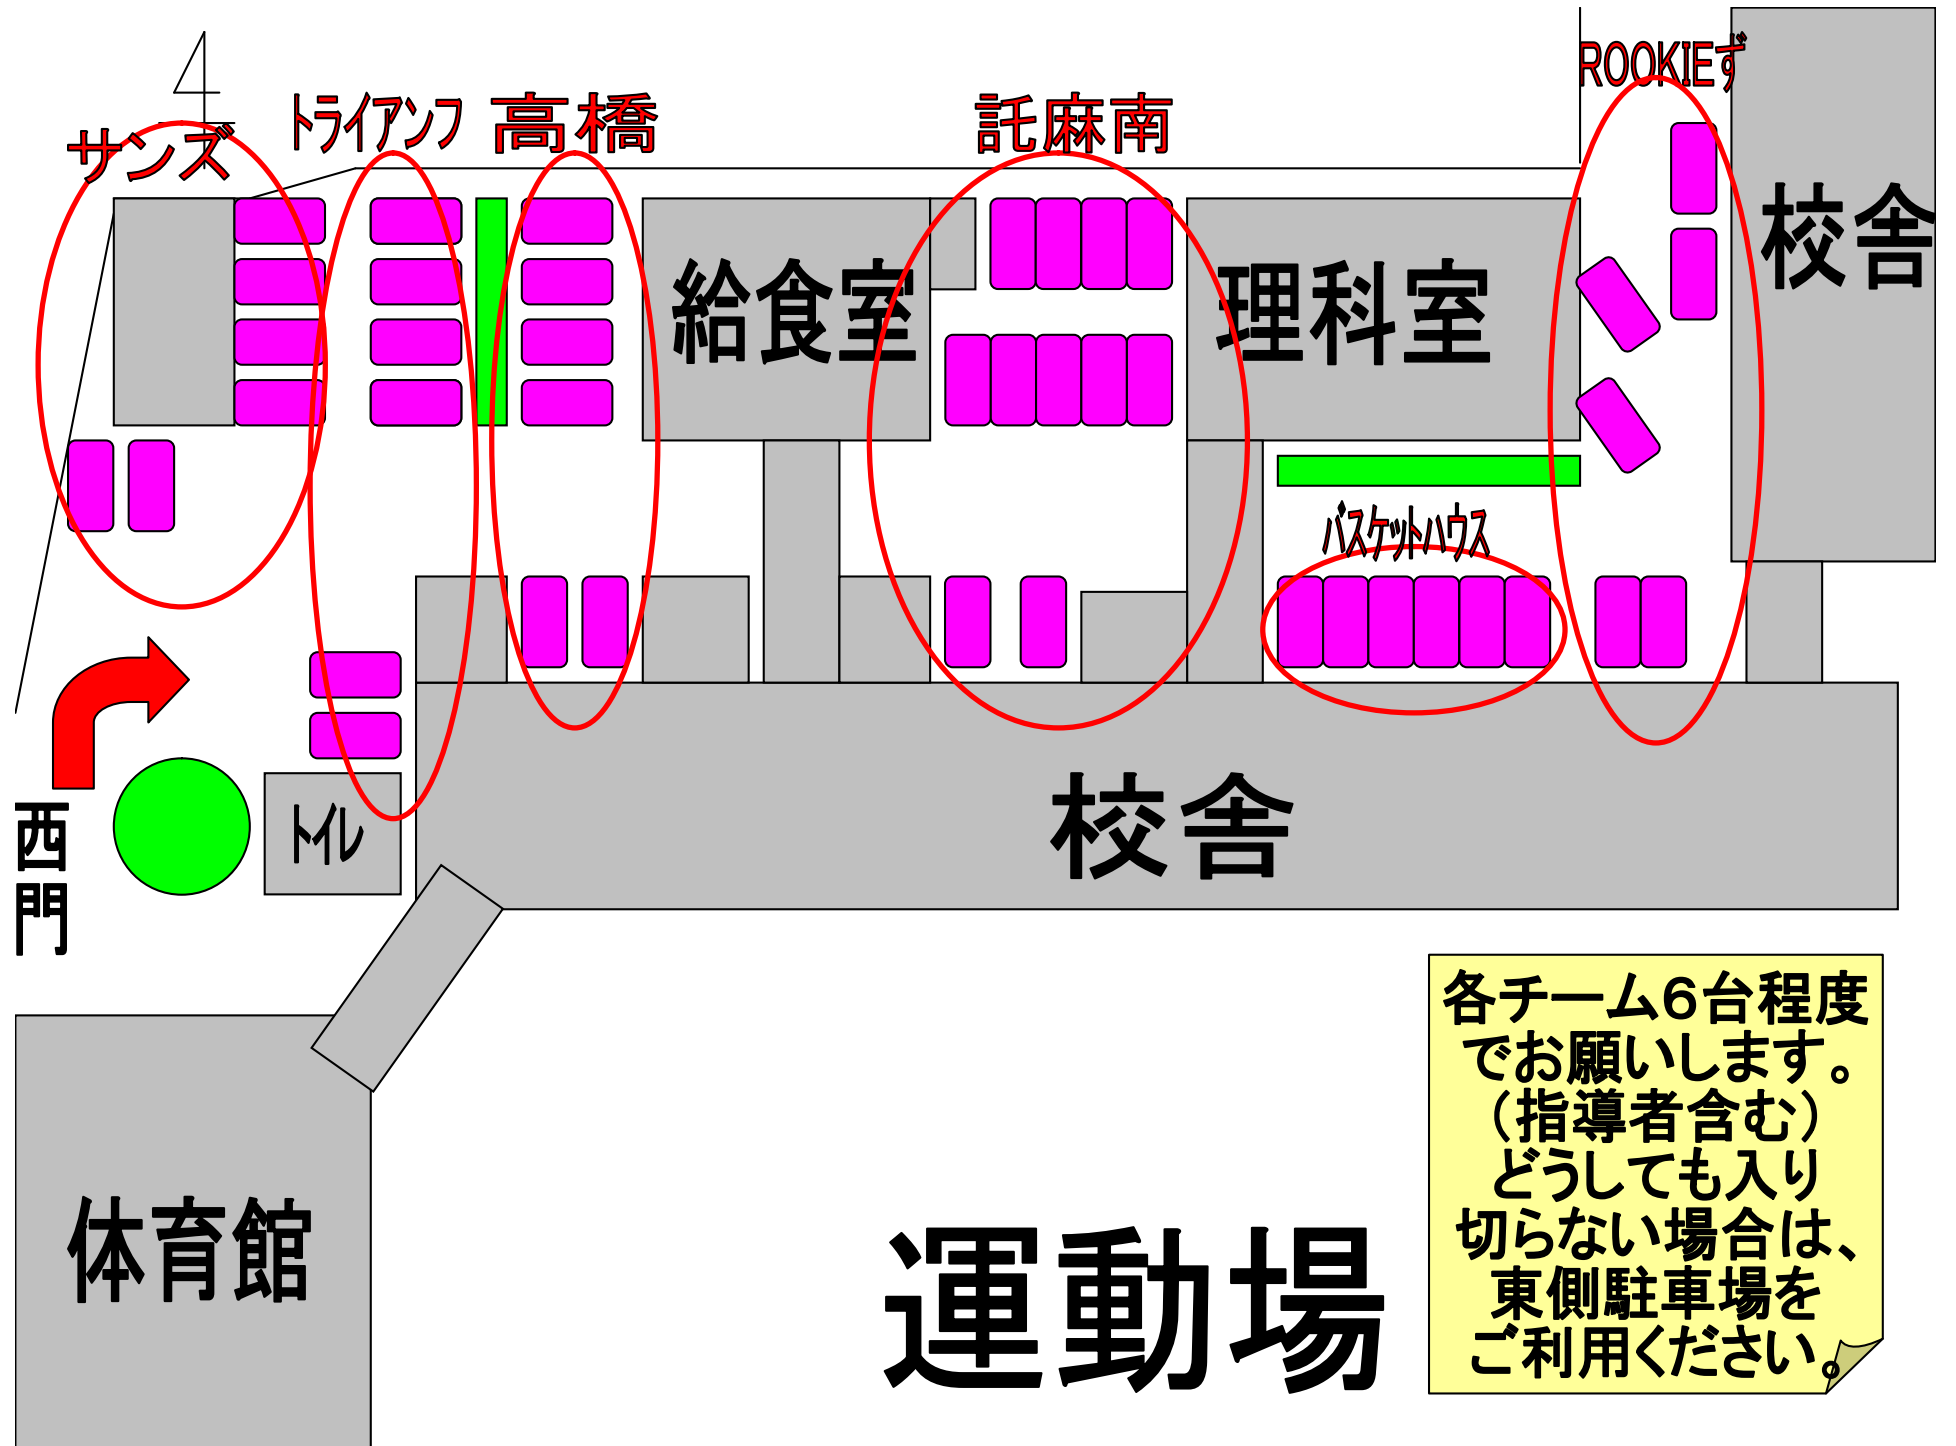 ROOKIEず
サンズ
トライアンフ
高橋
託麻南
校舎
給食室
理科室
バスケットハウス
校舎
トイル
西
門
体育館
運動場
各チーム６台程度
でお願いします。
（指導者含む）
どうしても入り
切らない場合は、
東側駐車場を
ご利用ください。